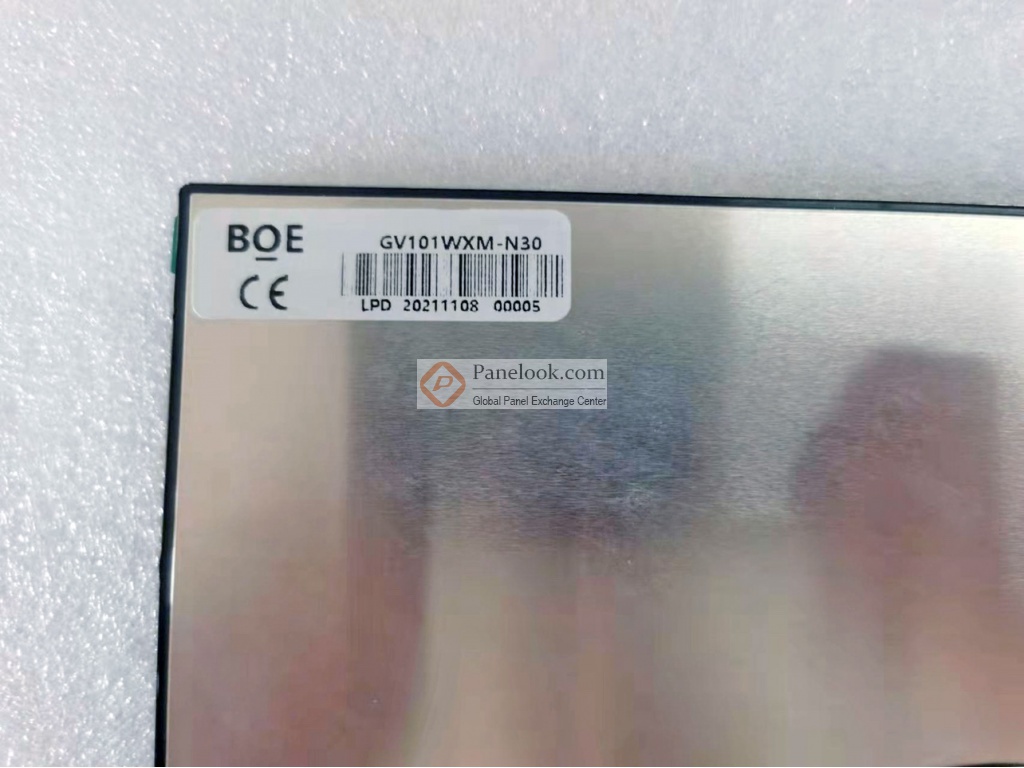 BOE
GV101WXM-N30
CE
LPD 20211108 00005
Panelook.com
Global Panel Exchange Center